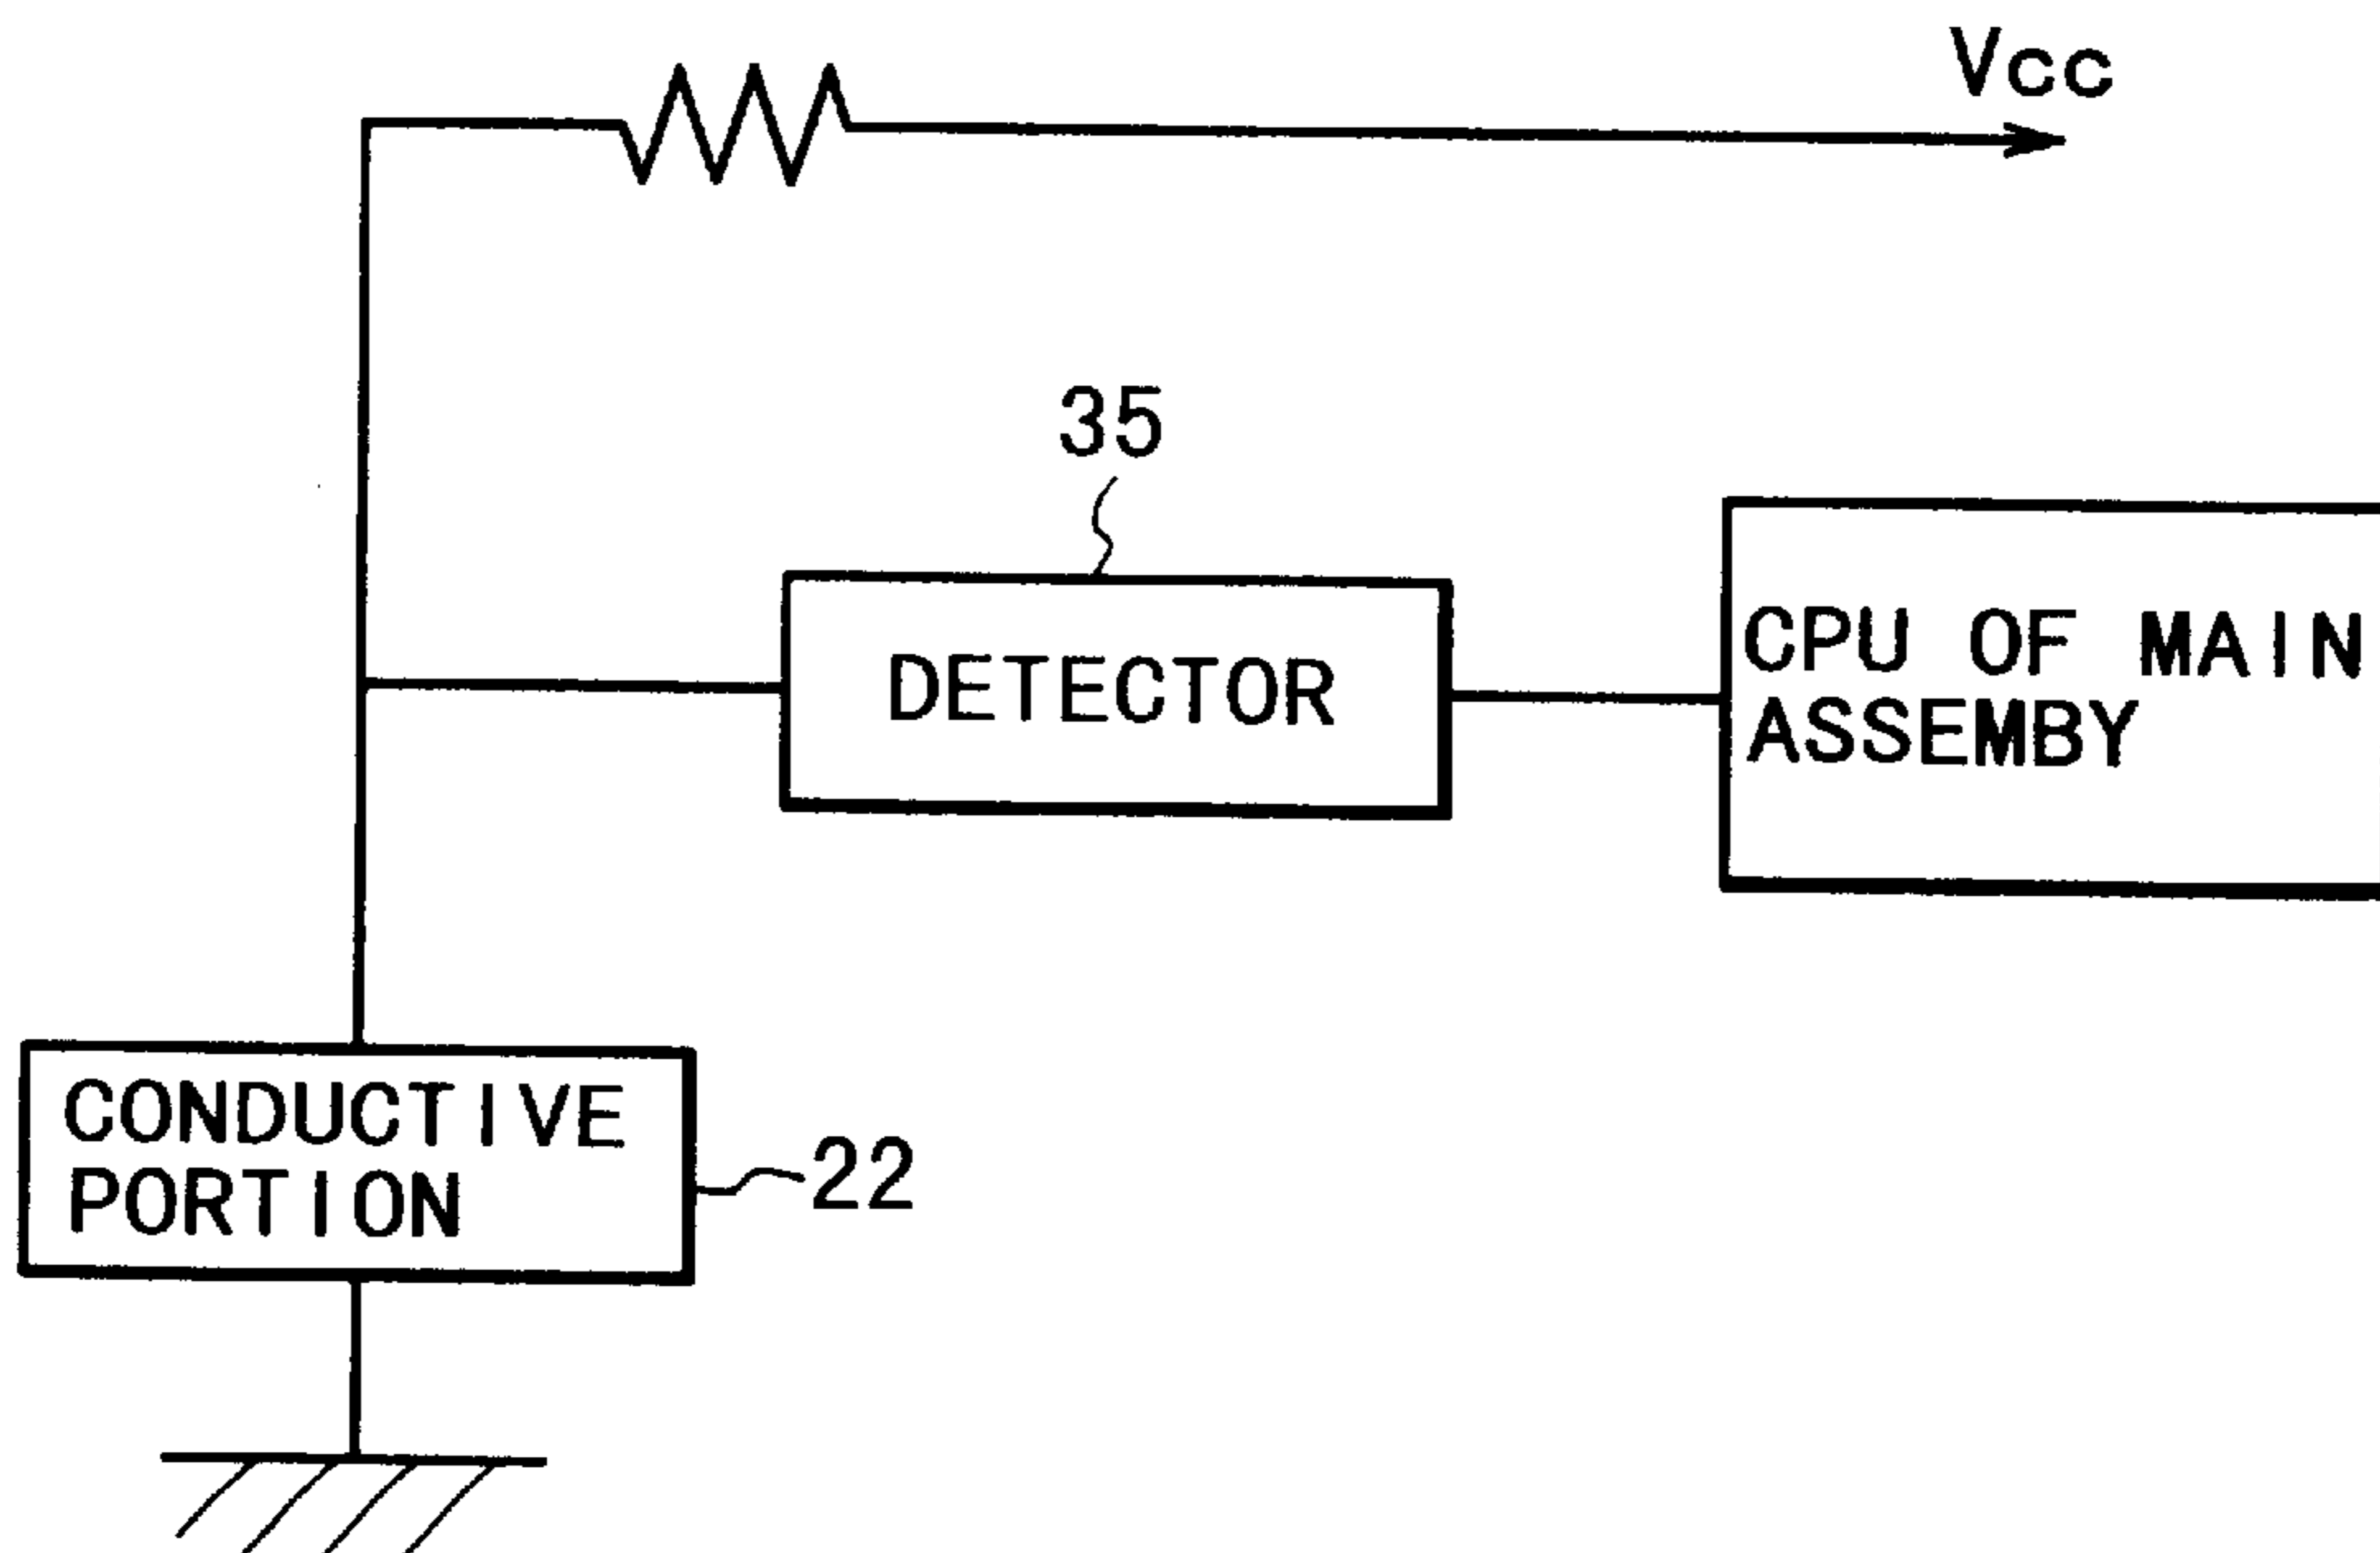 Vcc
35
DETECTOR
CPU OF MAIN
ASSEMBY
CONDUCTIVE
PORTION
22